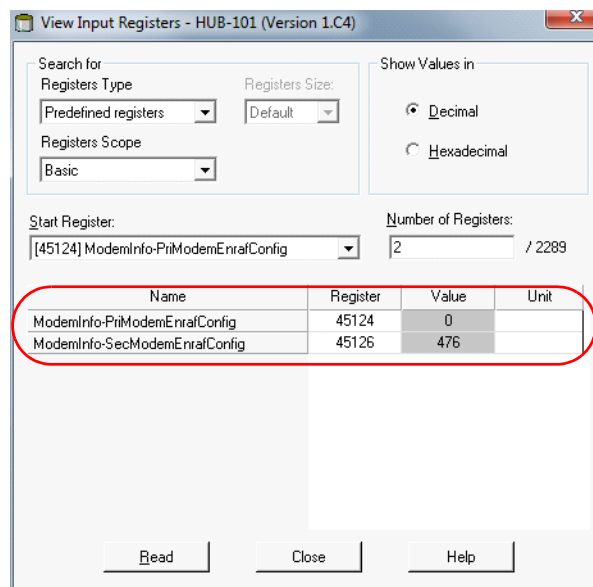 View Input Registers - HUB-101 (Version 1.C4)
Search for
Show Values in
Registers Type
Registers Size:
Predefined registers
Default
Decimal
Registers Scope
Hexadecimal
Basic
Start Register:
Number of Registers:
[45124] ModemInfo-PriModemEnrafConfig
2
/ 2289
Name Register Value Unit
ModemInfo-PriModemEnrafConfig 45124 0
ModemInfo-SecModemEnrafConfig 45126 476
Read Close Help